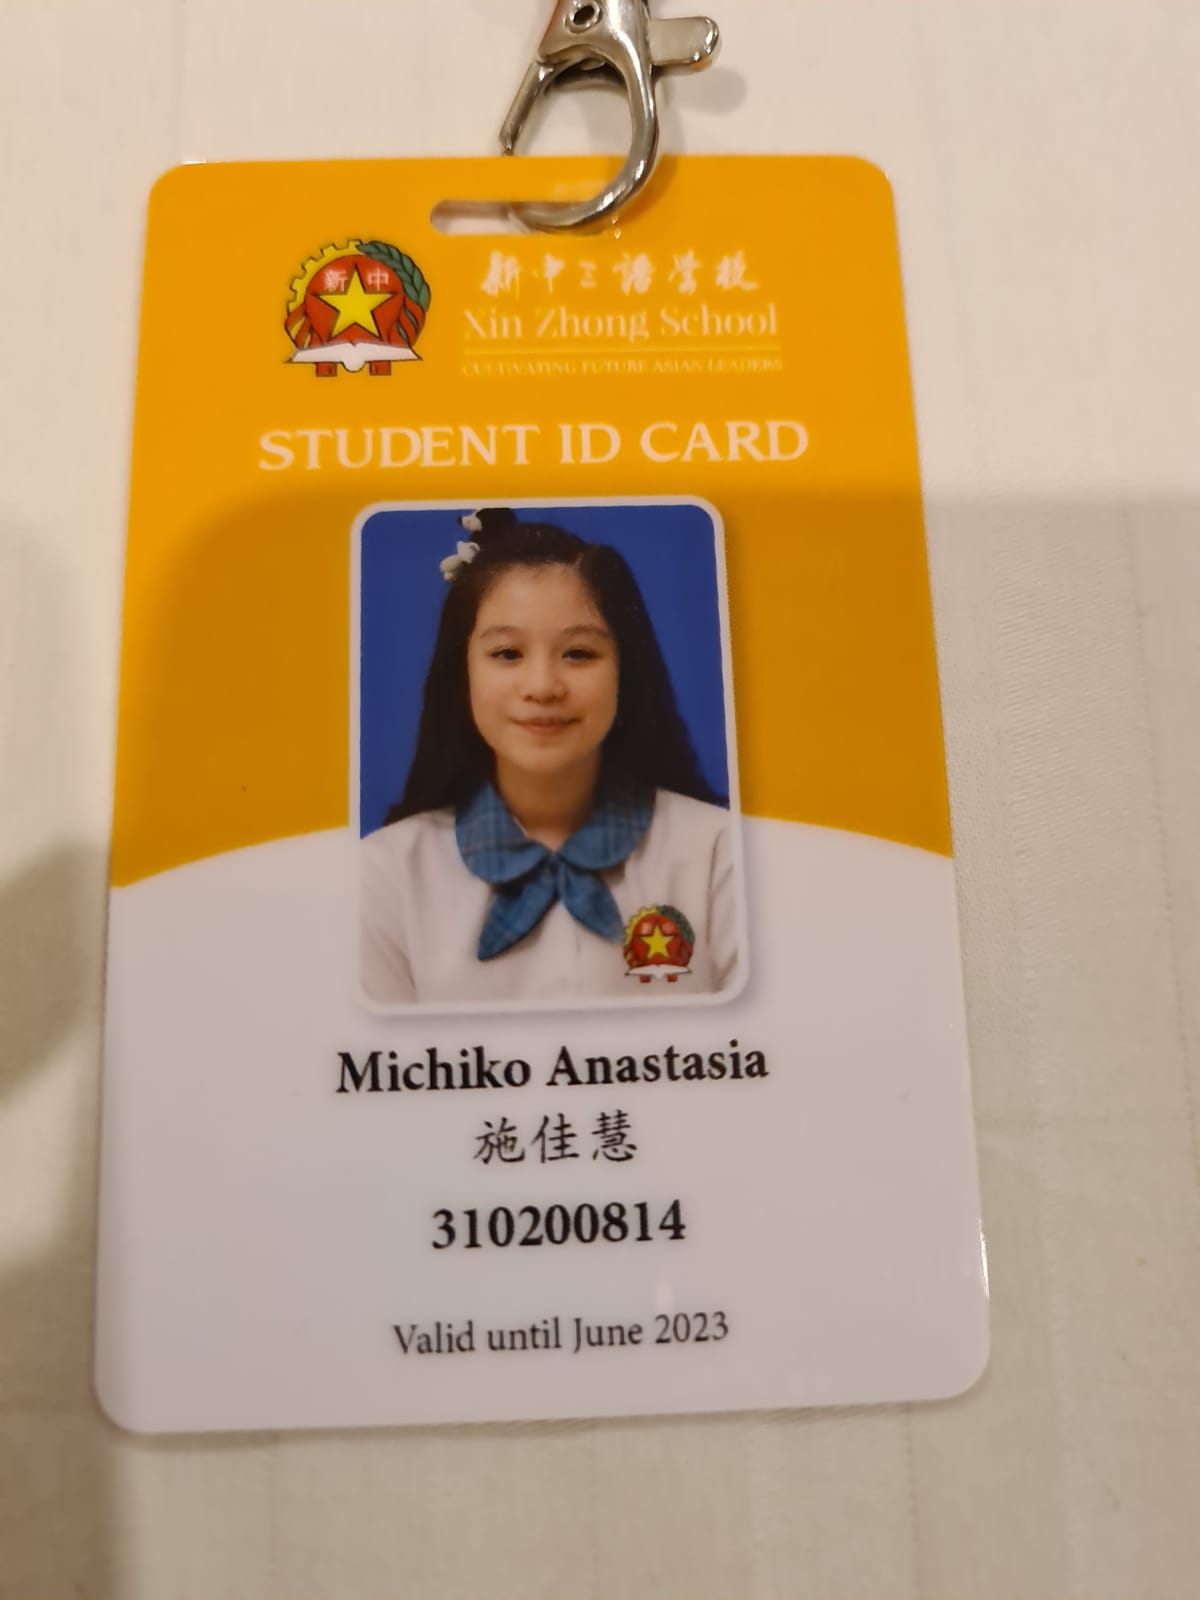 新中
新中三語学校
Xin Zhong School
CULTIVATING FUTURE ASIAN LEADERS
STUDENT ID CARD
Michiko Anastasia
施佳慧
310200814
Valid until June 2023